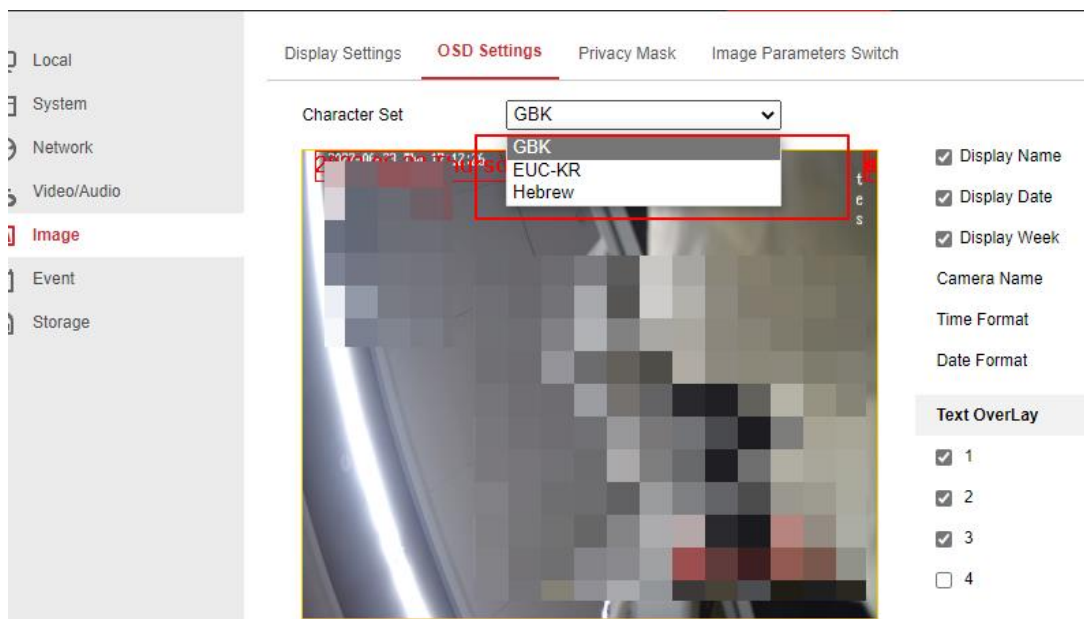 Local
System
Network
Video/Audio
Image
Event
Storage
Display Settings
OSD Settings
Privacy Mask
Image Parameters Switch
Character Set
GBK
GBK
EUC-KR
Hebrew
t
e
s
Display Name
Display Date
Display Week
Camera Name
Time Format
Date Format
Text OverLay
1
2
3
4